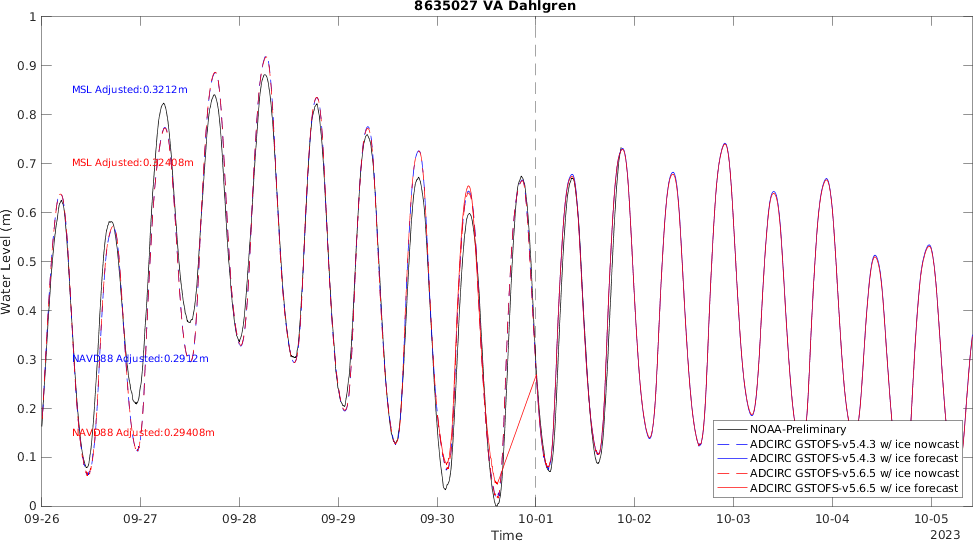 8635027 VA Dahlgren
1
0.9
0.8
0.7
0.6
0.5
0.4
0.3
0.2
0.1
0
Water Level (m)
MSL Adjusted:0.3212m
MSL Adjusted:0.32408m
NAVD88 Adjusted:0.2912m
NAVD88 Adjusted:0.29408m
NOAA-Preliminary
ADCIRC GSTOFS-v5.4.3 w/ ice nowcast
ADCIRC GSTOFS-v5.4.3 w/ ice forecast
ADCIRC GSTOFS-v5.6.5 w/ ice nowcast
ADCIRC GSTOFS-v5.6.5 w/ ice forecast
09-26 09-27 09-28 09-29 09-30 10-01 10-02 10-03 10-04 10-05
Time
2023